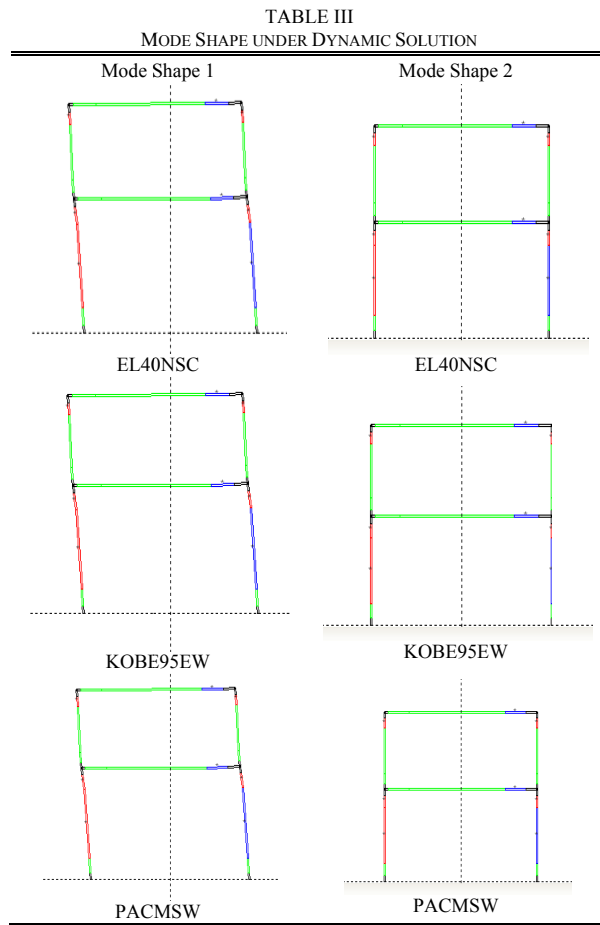 TABLE III
MODE SHAPE UNDER DYNAMIC SOLUTION
Mode Shape 1
Mode Shape 2
EL40NSC
EL40NSC
KOBE95EW
KOBE95EW
PACMSW
PACMSW